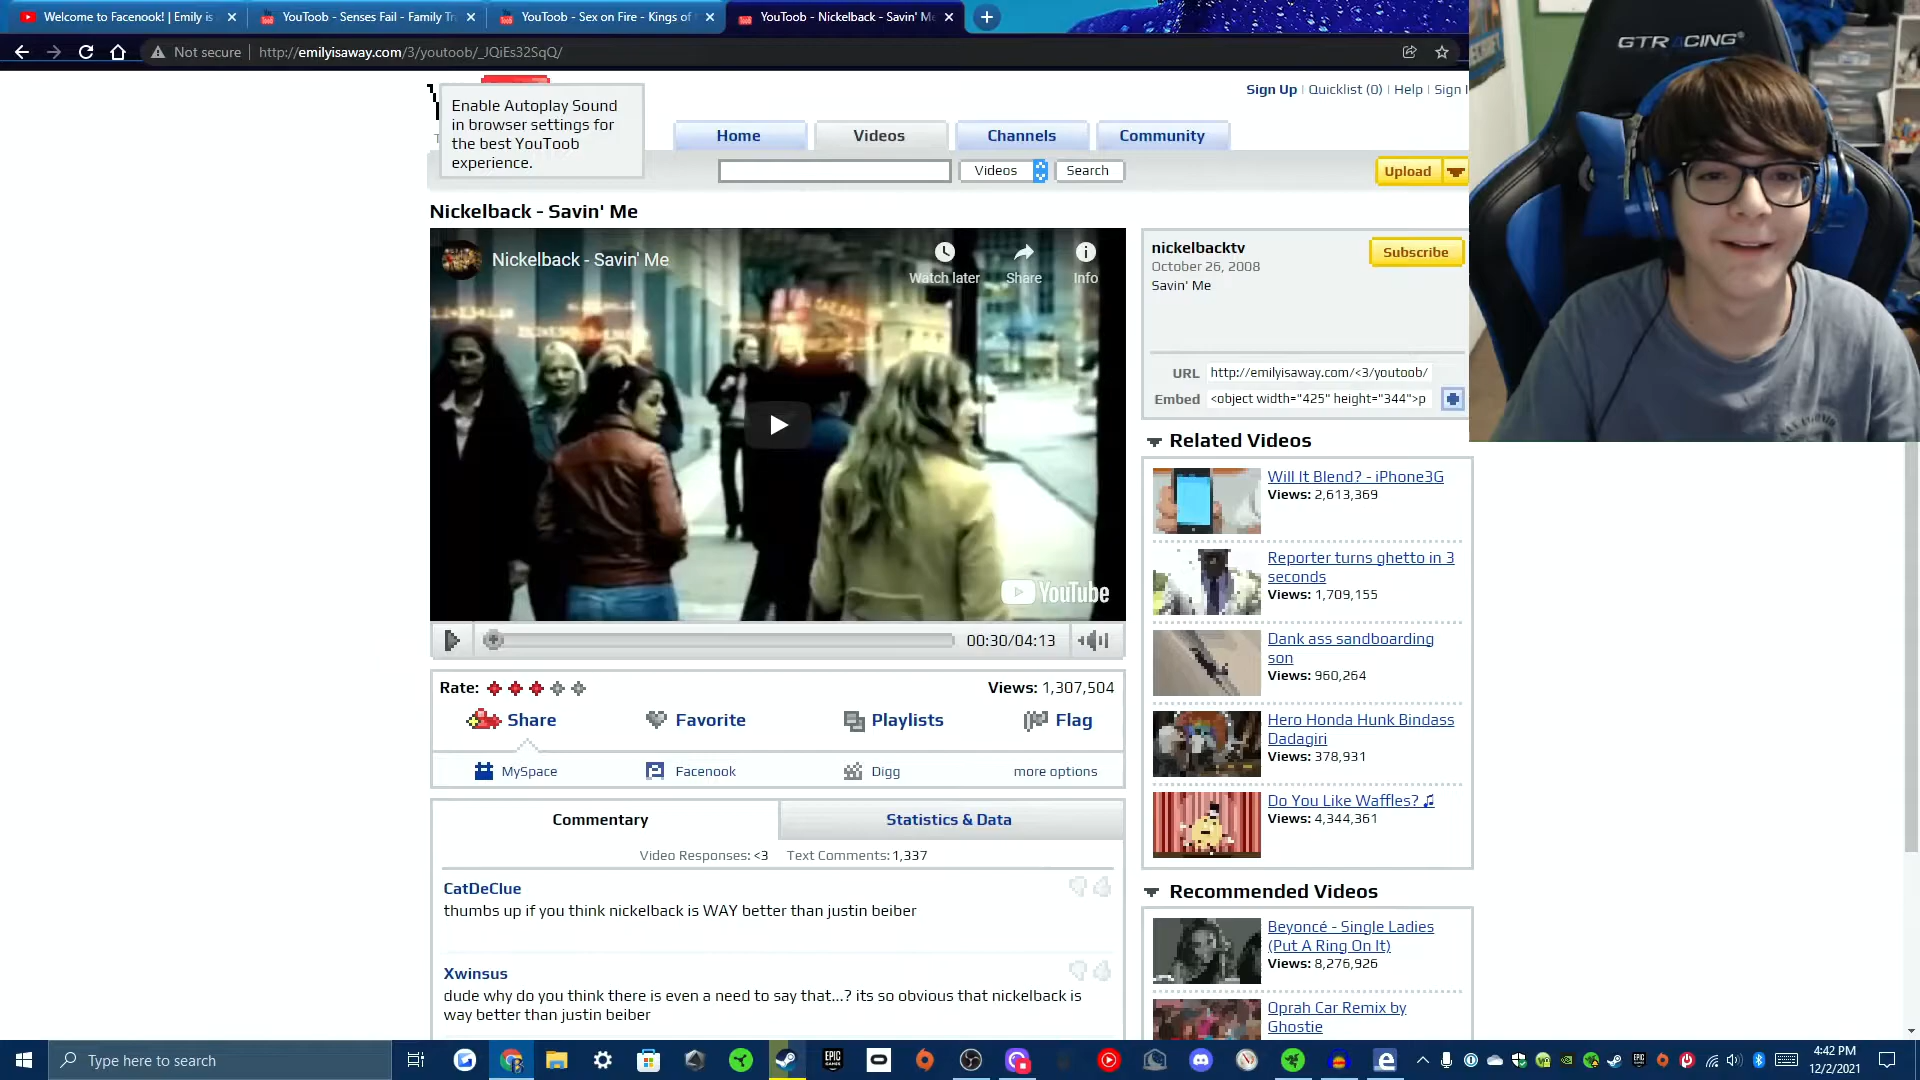 Welcome to Facenook! | Emily is
YouToob - Senses Fail - Family Tr
YouToob - Sex on Fire - Kings of
YouToob - Nickelback - Savin' Me
Not secure
http://emilyisaway.com/3/youtoob/_JQiEs32SqQ/
GTRACING
Enable Autoplay Sound
in browser settings for
the best YouToob
experience.
Sign Up | Quicklist (0) | Help | Sign I
Home
Videos
Channels
Community
Videos
Search
Upload
Nickelback - Savin' Me
Nickelback - Savin' Me
Watch later
Share
Info
YouTube
00:30/04:13
nickelbacktv
October 26, 2008
Savin' Me
Subscribe
URL http://emilyisaway.com/<3/youtoob/
Embed <object width="425" height="344">p
Rate:
Views: 1,307,504
Share
Favorite
Playlists
Flag
MySpace
Facenook
Digg
more options
Commentary
Statistics & Data
Video Responses: <3 Text Comments: 1,337
CatDeClue
thumbs up if you think nickelback is WAY better than justin beiber
Xwinsus
dude why do you think there is even a need to say that...? its so obvious that nickelback is
way better than justin beiber
Related Videos
Will It Blend? - iPhone3G
Views: 2,613,369
Reporter turns ghetto in 3
seconds
Views: 1,709,155
Dank ass sandboarding
son
Views: 960,264
Hero Honda Hunk Bindass
Dadagiri
Views: 378,931
Do You Like Waffles? ♫
Views: 4,344,361
Recommended Videos
Beyoncé - Single Ladies
(Put A Ring On It)
Views: 8,276,926
Oprah Car Remix by
Ghostie
Type here to search
EPIC
GAMES
4:42 PM
12/2/2021